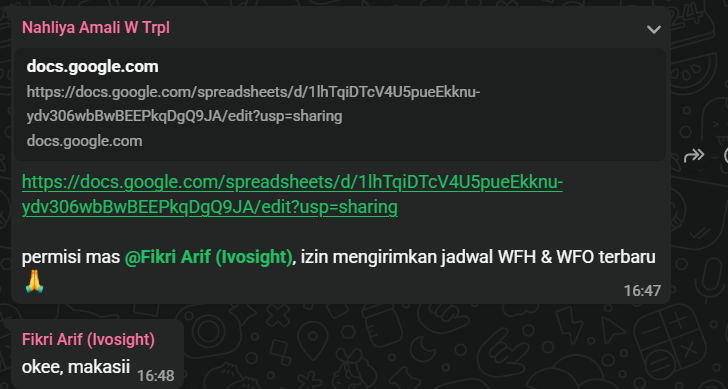 Nahliya Amali W Trpl
docs.google.com
https://docs.google.com/spreadsheets/d/1lhTqiDTcV4U5pueEkknu-
ydv306wbBwBEEPkqDgQ9JA/edit?usp=sharing
docs.google.com
https://docs.google.com/spreadsheets/d/1lhTqiDTcV4U5pueEkknu-
ydv306wbBwBEEPkqDgQ9JA/edit?usp=sharing
permisi mas @Fikri Arif (Ivosight), izin mengirimkan jadwal WFH & WFO terbaru
🙏 16:47
Fikri Arif (Ivosight)
okee, makasii 16:48